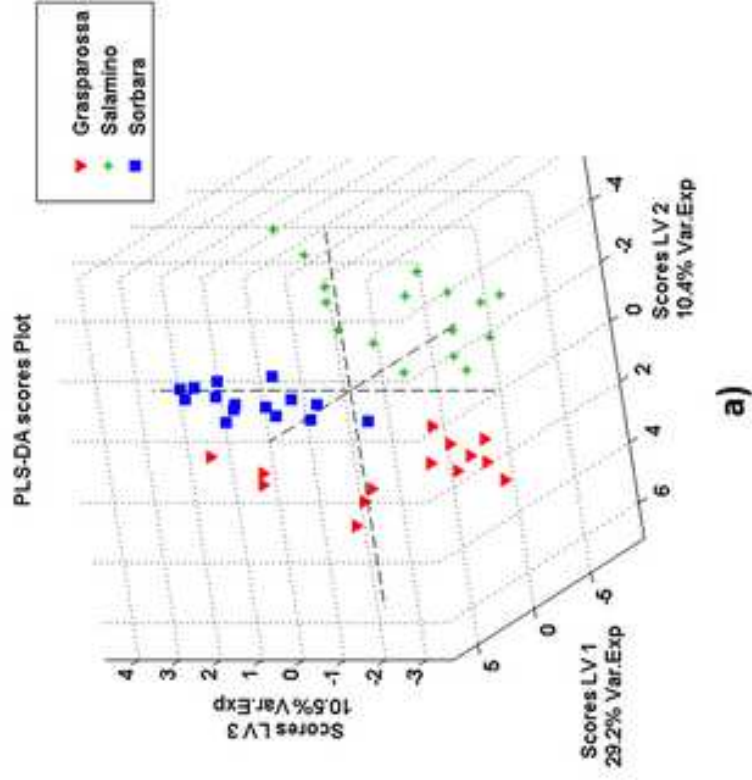 PLS-DA scores Plot
Grasparossa
Salamino
Sorbara
4
3
2
1
0
-1
-2
-3
Scores LV3
10.5% Var.Exp
5
0
-5
Scores LV 1
29.2% Var.Exp
6
4
2
0
-2
-4
Scores LV 2
10.4% Var.Exp
a)